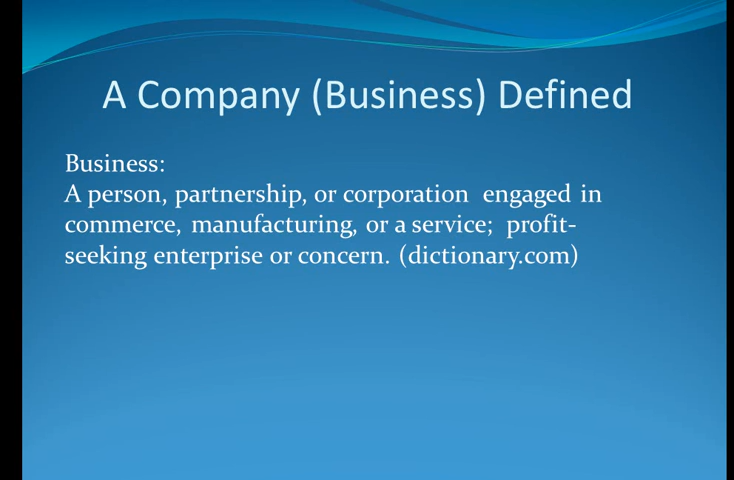 A Company (Business) Defined
Business:
A person, partnership, or corporation engaged in
commerce, manufacturing, or a service; profit-
seeking enterprise or concern. (dictionary.com)